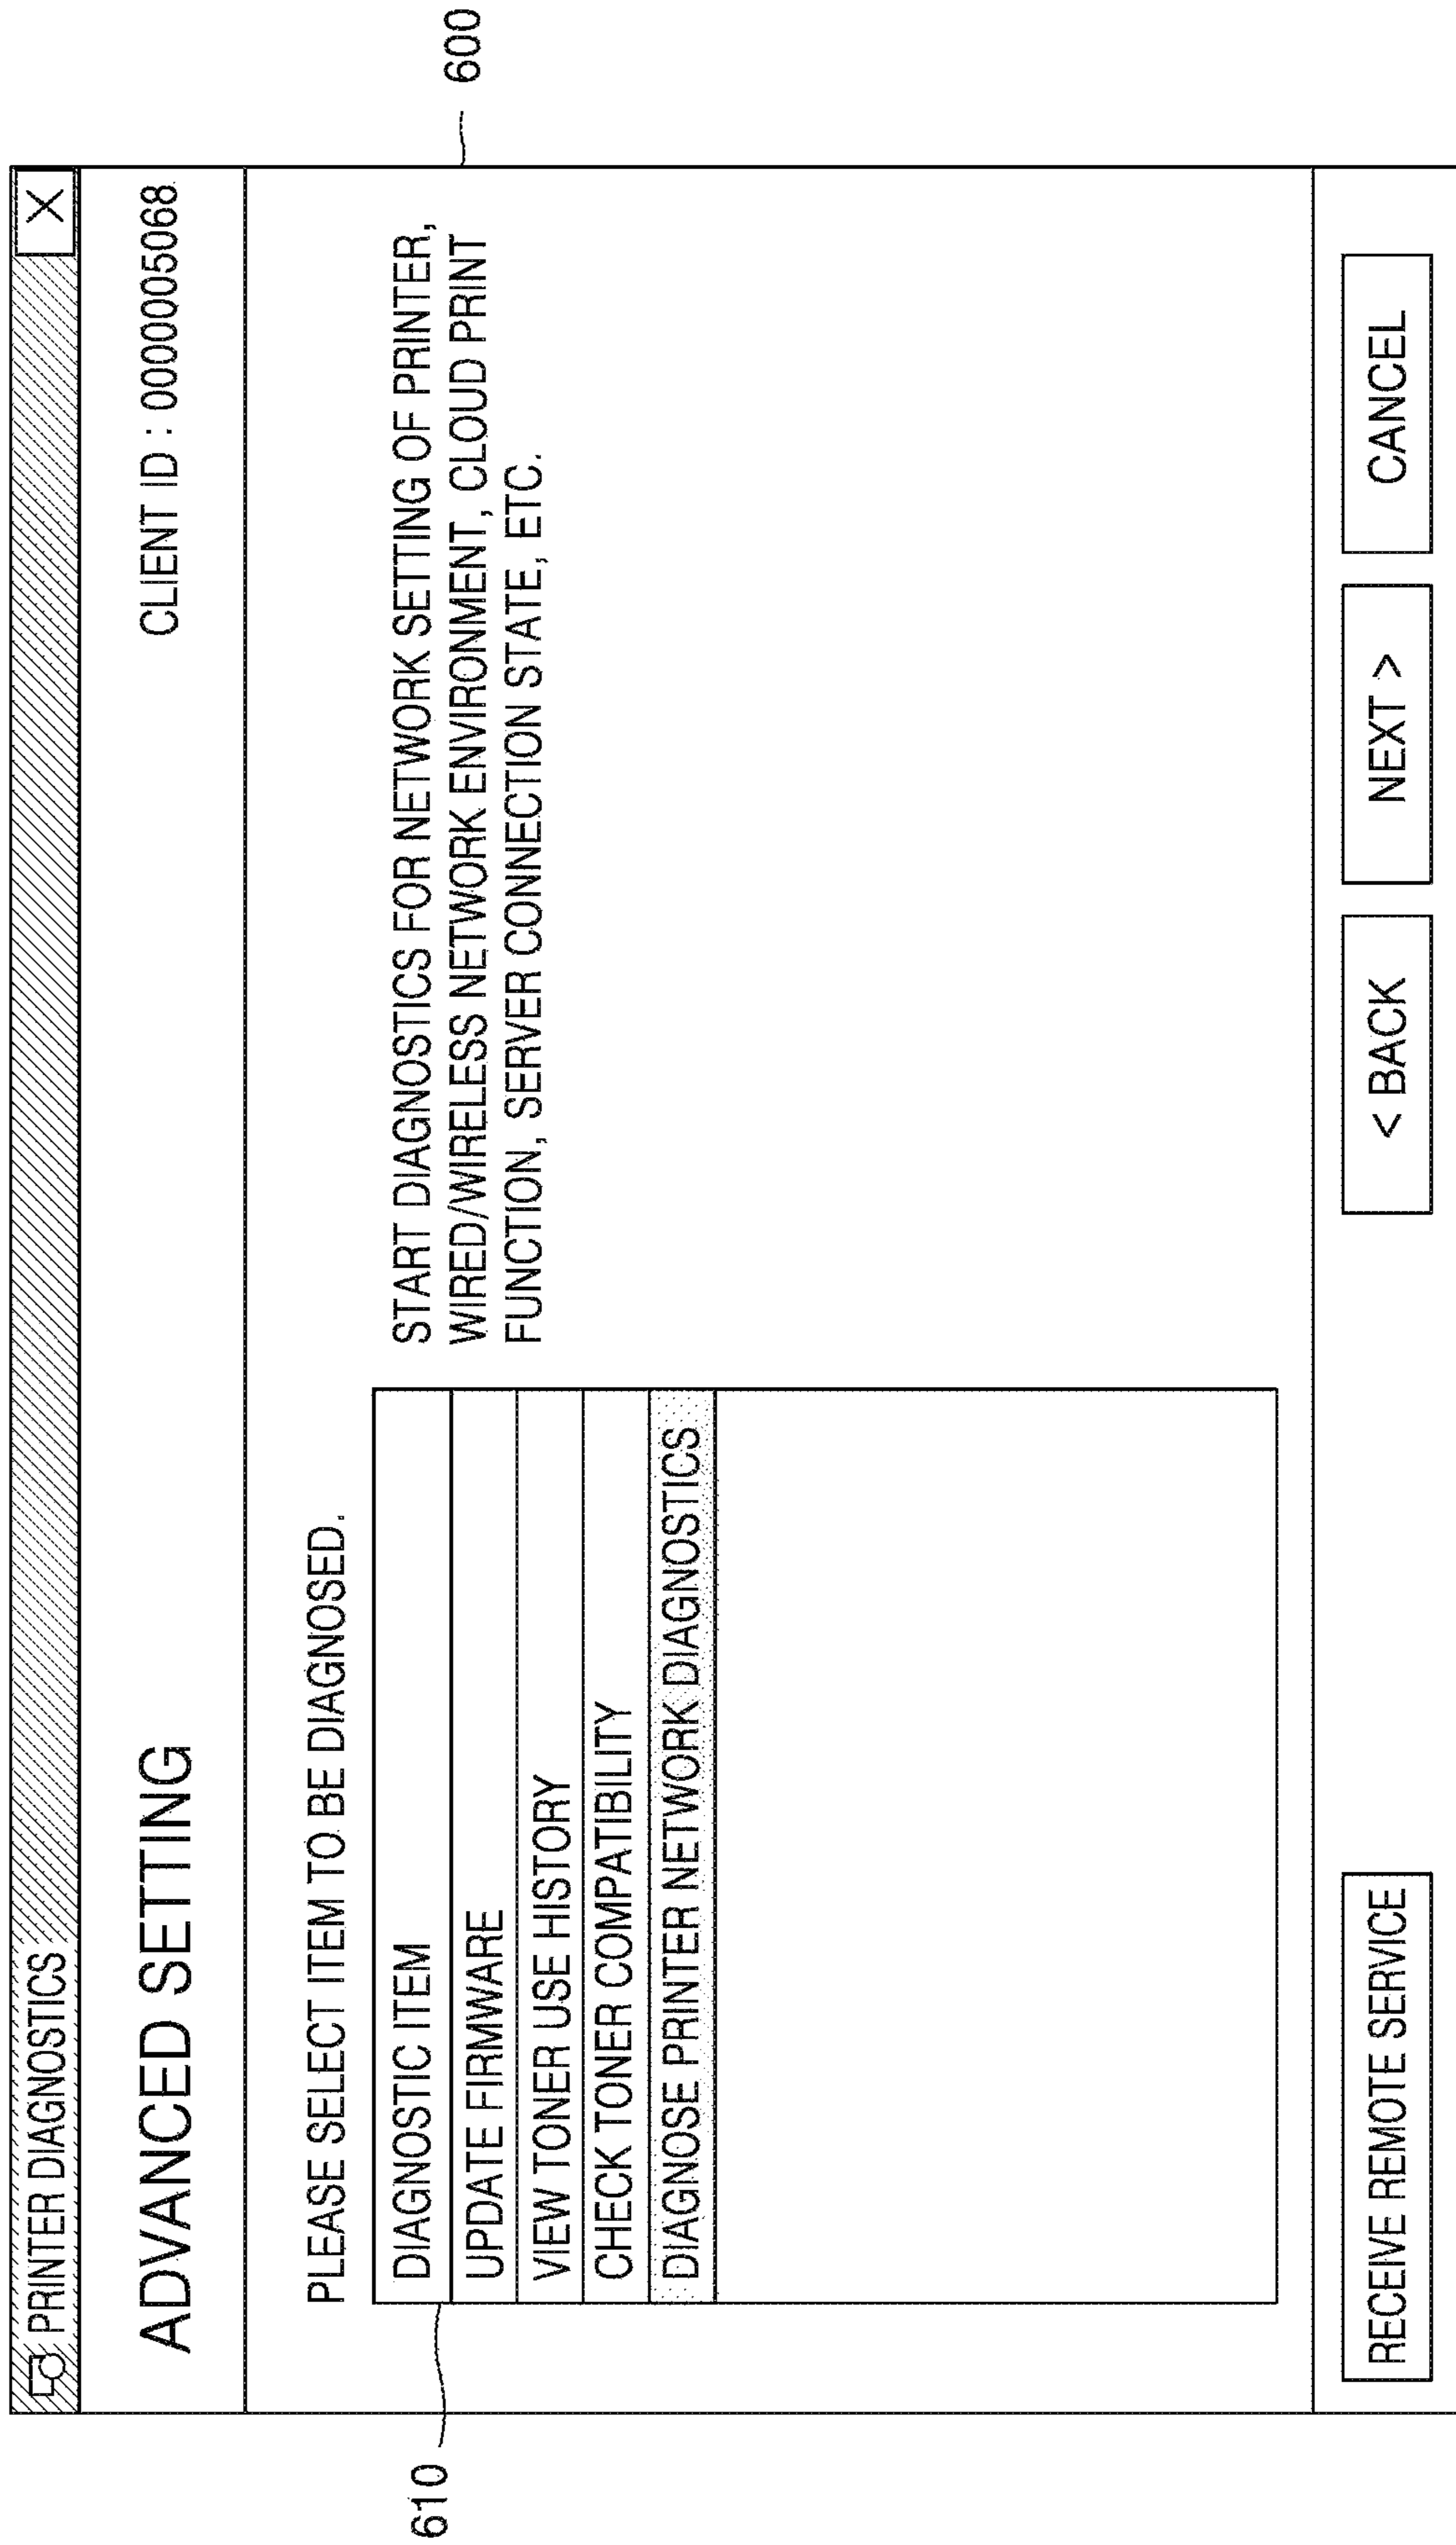 PRINTER DIAGNOSTICS
X
ADVANCED SETTING
CLIENT ID : 0000005068
600
PLEASE SELECT ITEM TO BE DIAGNOSED.
610
DIAGNOSTIC ITEM
UPDATE FIRMWARE
VIEW TONER USE HISTORY
CHECK TONER COMPATIBILITY
DIAGNOSE PRINTER NETWORK DIAGNOSTICS
START DIAGNOSTICS FOR NETWORK SETTING OF PRINTER,
WIRED/WIRELESS NETWORK ENVIRONMENT, CLOUD PRINT
FUNCTION, SERVER CONNECTION STATE, ETC.
RECEIVE REMOTE SERVICE
< BACK
NEXT >
CANCEL